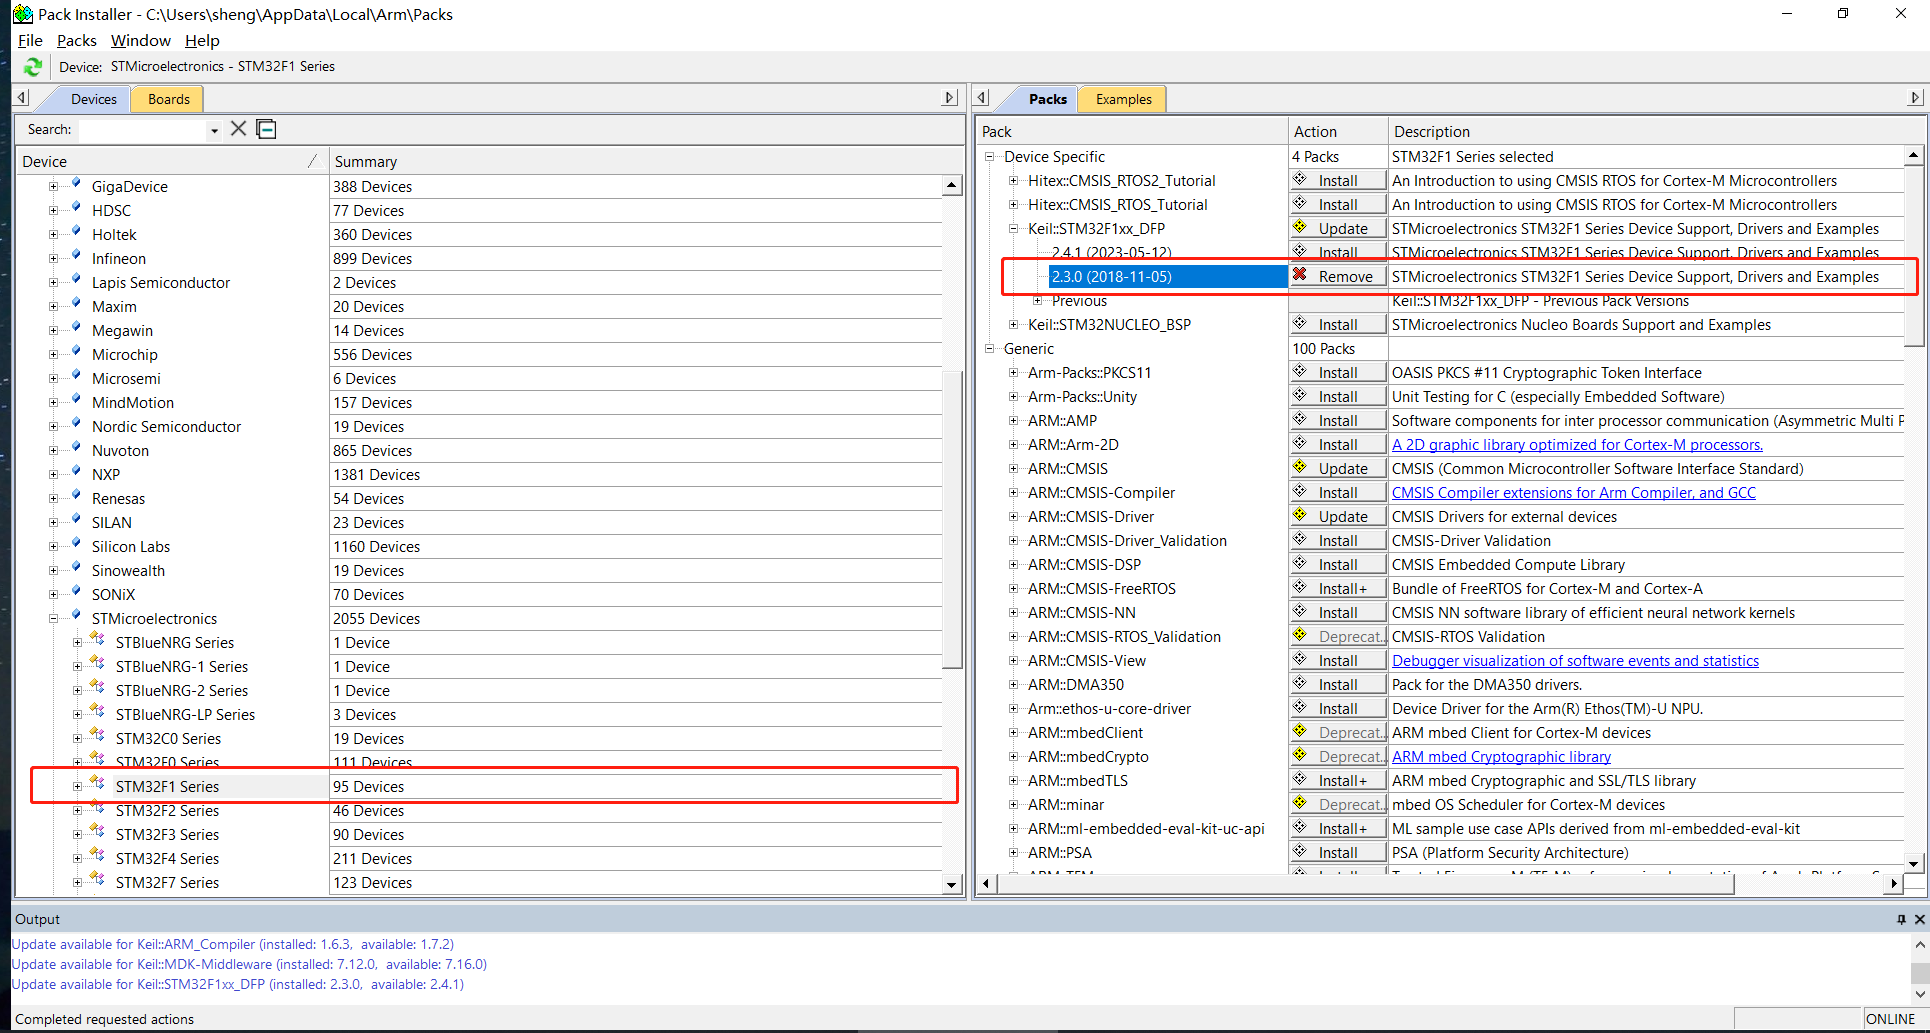 Pack Installer - C:\Users\sheng\AppData\Local\Arm\Packs
File Packs Window Help
Device: STMicroelectronics - STM32F1 Series
Devices Boards
Search:
Device Summary
GigaDevice 388 Devices
HDSC 77 Devices
Holtek 360 Devices
Infineon 899 Devices
Lapis Semiconductor 2 Devices
Maxim 20 Devices
Megawin 14 Devices
Microchip 556 Devices
Microsemi 6 Devices
MindMotion 157 Devices
Nordic Semiconductor 19 Devices
Nuvoton 865 Devices
NXP 1381 Devices
Renesas 54 Devices
SILAN 23 Devices
Silicon Labs 1160 Devices
Sinowealth 19 Devices
SONiX 70 Devices
STMicroelectronics 2055 Devices
STBlueNRG Series 1 Device
STBlueNRG-1 Series 1 Device
STBlueNRG-2 Series 1 Device
STBlueNRG-LP Series 3 Devices
STM32C0 Series 19 Devices
STM32F0 Series 111 Devices
STM32F1 Series 95 Devices
STM32F2 Series 46 Devices
STM32F3 Series 90 Devices
STM32F4 Series 211 Devices
STM32F7 Series 123 Devices
Packs Examples
Pack Action Description
Device Specific 4 Packs STM32F1 Series selected
Hitex::CMSIS_RTOS2_Tutorial Install An Introduction to using CMSIS RTOS for Cortex-M Microcontrollers
Hitex::CMSIS_RTOS_Tutorial Install An Introduction to using CMSIS RTOS for Cortex-M Microcontrollers
Keil::STM32F1xx_DFP Update STMicroelectronics STM32F1 Series Device Support, Drivers and Examples
2.4.1 (2023-05-12) Install STMicroelectronics STM32F1 Series Device Support, Drivers and Examples
2.3.0 (2018-11-05) Remove STMicroelectronics STM32F1 Series Device Support, Drivers and Examples
Previous Keil::STM32F1xx_DFP - Previous Pack Versions
Keil::STM32NUCLEO_BSP Install STMicroelectronics Nucleo Boards Support and Examples
Generic 100 Packs
Arm-Packs::PKCS11 Install OASIS PKCS #11 Cryptographic Token Interface
Arm-Packs::Unity Install Unit Testing for C (especially Embedded Software)
ARM::AMP Install Software components for inter processor communication (Asymmetric Multi P
ARM::Arm-2D Install A 2D graphic library optimized for Cortex-M processors.
ARM::CMSIS Update CMSIS (Common Microcontroller Software Interface Standard)
ARM::CMSIS-Compiler Install CMSIS Compiler extensions for Arm Compiler, and GCC
ARM::CMSIS-Driver Update CMSIS Drivers for external devices
ARM::CMSIS-Driver_Validation Install CMSIS-Driver Validation
ARM::CMSIS-DSP Install CMSIS Embedded Compute Library
ARM::CMSIS-FreeRTOS Install+ Bundle of FreeRTOS for Cortex-M and Cortex-A
ARM::CMSIS-NN Install CMSIS NN software library of efficient neural network kernels
ARM::CMSIS-RTOS_Validation Deprecat.. CMSIS-RTOS Validation
ARM::CMSIS-View Install Debugger visualization of software events and statistics
ARM::DMA350 Install Pack for the DMA350 drivers.
Arm::ethos-u-core-driver Install Device Driver for the Arm(R) Ethos(TM)-U NPU.
ARM::mbedClient Deprecat.. ARM mbed Client for Cortex-M devices
ARM::mbedCrypto Deprecat.. ARM mbed Cryptographic library
ARM::mbedTLS Install+ ARM mbed Cryptographic and SSL/TLS library
ARM::minar Deprecat.. mbed OS Scheduler for Cortex-M devices
ARM::ml-embedded-eval-kit-uc-api Install+ ML sample use case APIs derived from ml-embedded-eval-kit
ARM::PSA Install PSA (Platform Security Architecture)
Output
Update available for Keil::ARM_Compiler (installed: 1.6.3, available: 1.7.2)
Update available for Keil::MDK-Middleware (installed: 7.12.0, available: 7.16.0)
Update available for Keil::STM32F1xx_DFP (installed: 2.3.0, available: 2.4.1)
Completed requested actions ONLINE